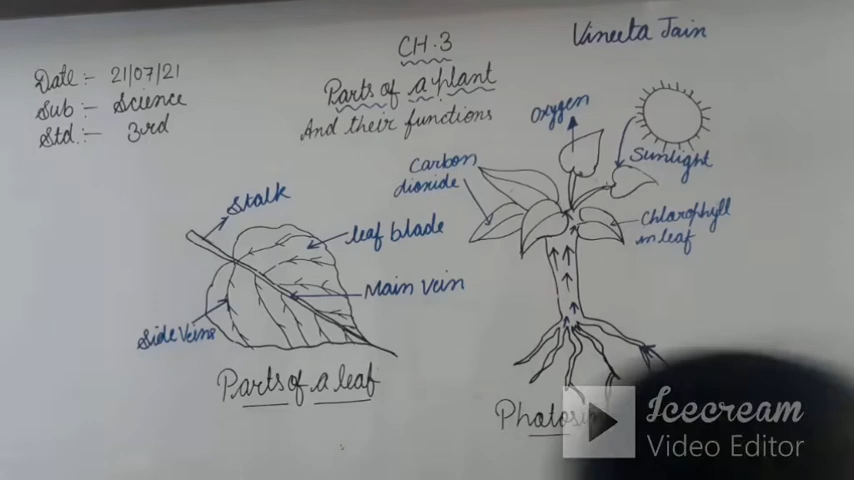 CH.3
Vineeta Jain
Date :- 21/07/21
Sub :- Science
Std :- 3rd
Parts of a plant
And their functions
Stalk
leaf blade
Main vein
Side Veins
Parts of a leaf
Oxygen
Sunlight
Carbon
dioxide
Chlorophyll
in leaf
Icecream
Video Editor